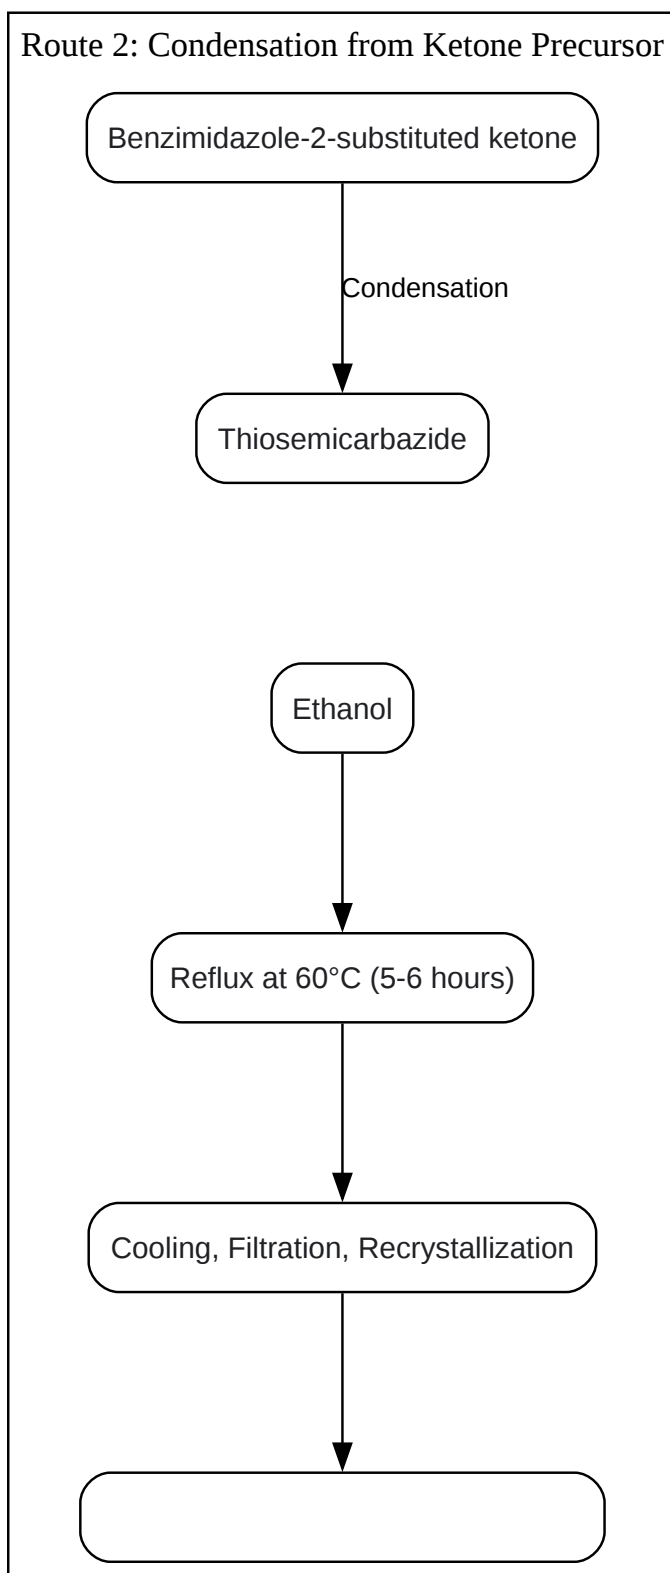 Route 2: Condensation from Ketone Precursor
Benzimidazole-2-substituted ketone
Condensation
Thiosemicarbazide
Ethanol
Reflux at 60°C (5-6 hours)
Cooling, Filtration, Recrystallization